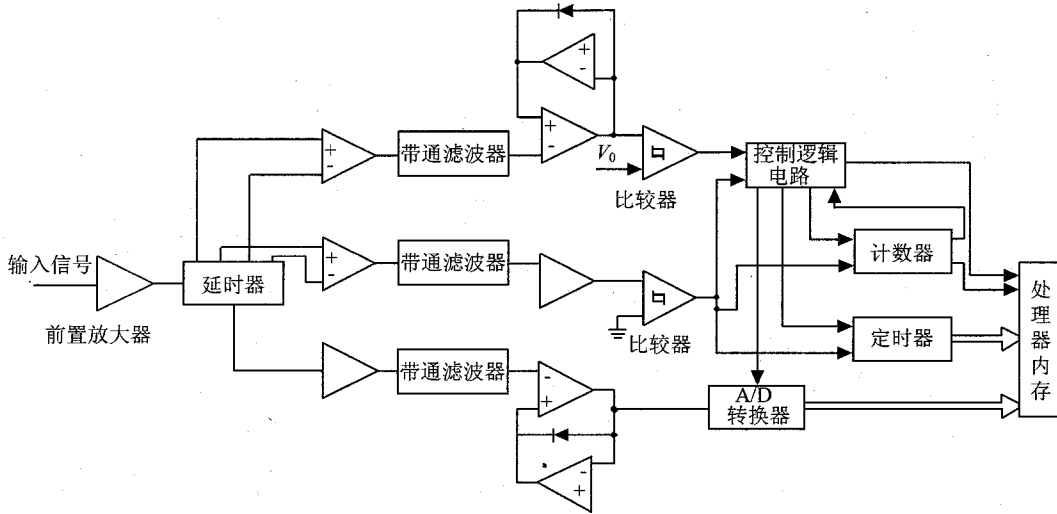 +
-
+
-
+
-
带通滤波器
V₀
比较器
控制逻辑
电路
输入信号
前置放大器
延时器
+
-
带通滤波器
比较器
计数器
定时器
处理器内存
带通滤波器
-
+
-
+
A/D
转换器